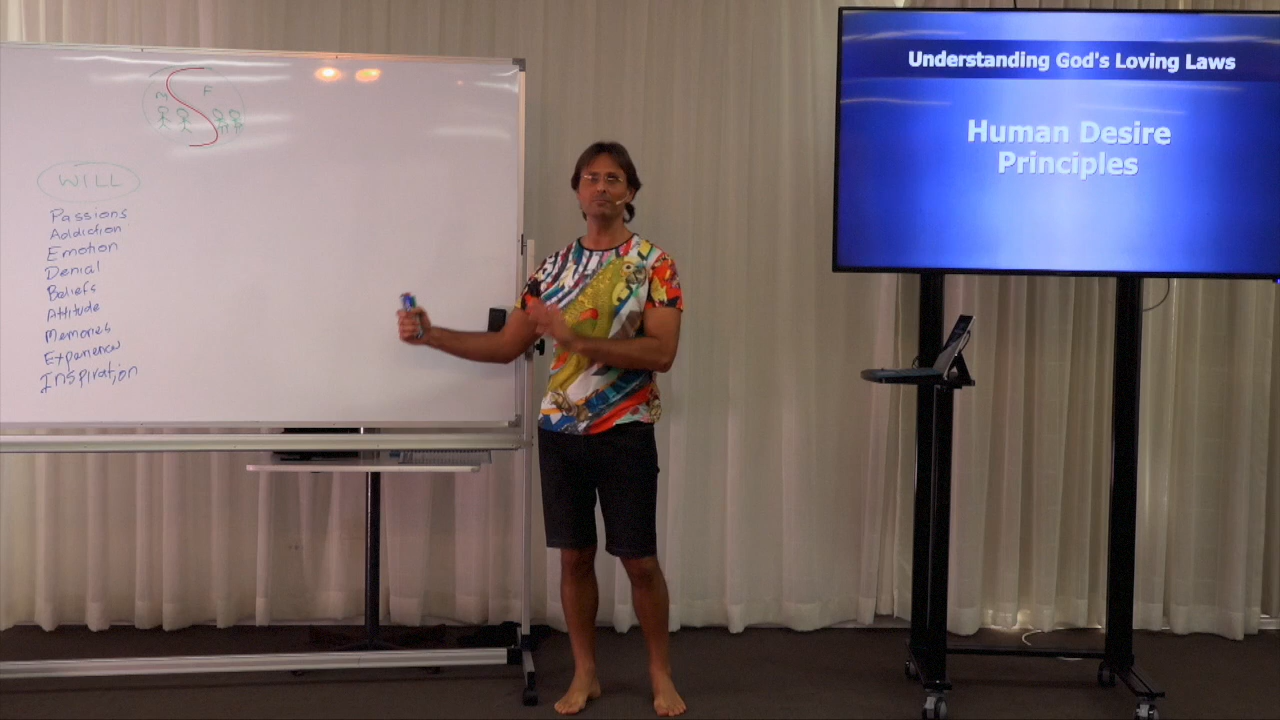 M F
WILL
Passions
Addiction
Emotion
Denial
Beliefs
Attitude
Memories
Experience
Inspiration
Understanding God's Loving Laws
Human Desire
Principles